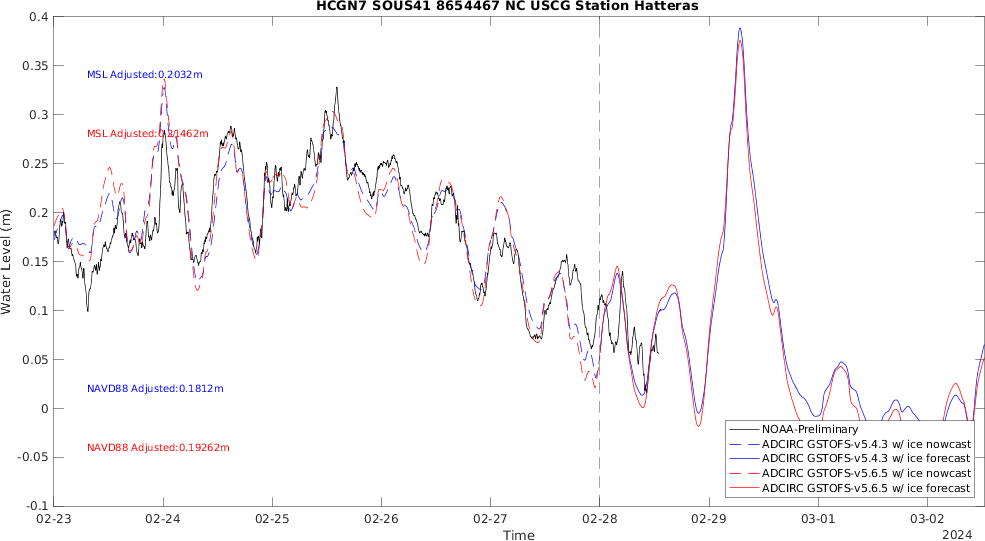 HCGN7 SOUS41 8654467 NC USCG Station Hatteras
0.4
0.35
MSL Adjusted:0.2032m
0.3
MSL Adjusted:0.21462m
0.25
0.2
0.15
Water Level (m)
0.1
0.05
NAVD88 Adjusted:0.1812m
0
NOAA-Preliminary
NAVD88 Adjusted:0.19262m
ADCIRC GSTOFS-v5.4.3 w/ ice nowcast
-0.05
ADCIRC GSTOFS-v5.4.3 w/ ice forecast
ADCIRC GSTOFS-v5.6.5 w/ ice nowcast
ADCIRC GSTOFS-v5.6.5 w/ ice forecast
-0.1
02-23 02-24 02-25 02-26 02-27 02-28 02-29 03-01 03-02
Time
2024